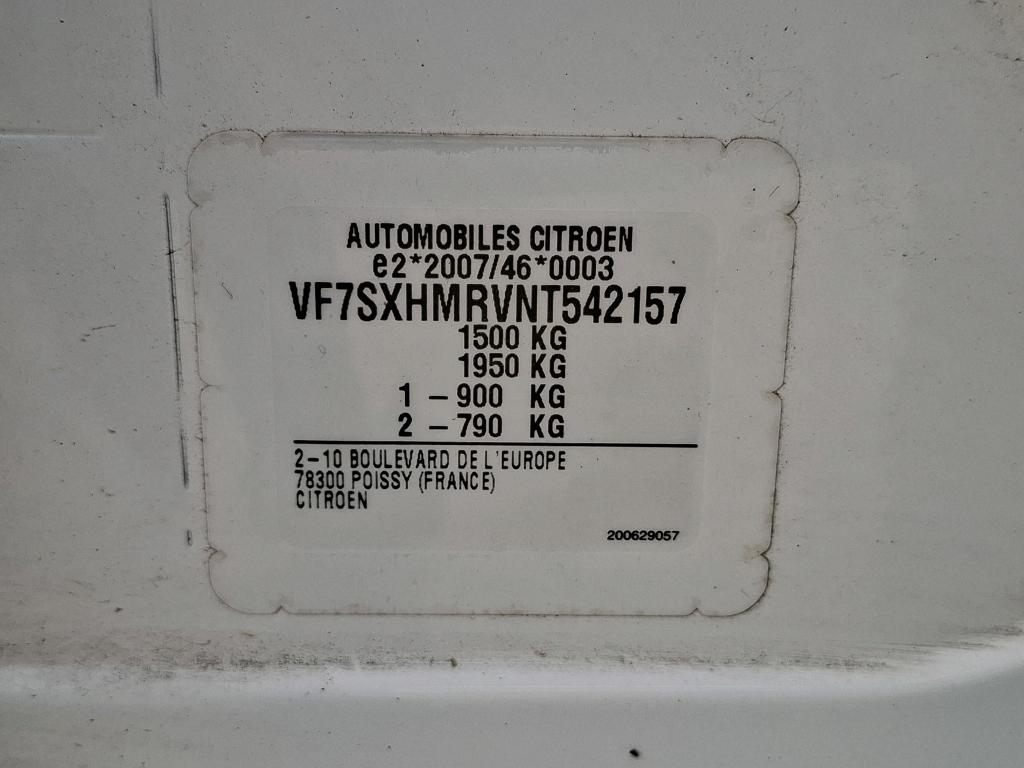 AUTOMOBILES CITROEN
e2*2007/46*0003
VF7SXHMRVNT542157
1500 KG
1950 KG
1 - 900 KG
2 - 790 KG
2-10 BOULEVARD DE L'EUROPE
78300 POISSY (FRANCE)
CITROEN
200629057